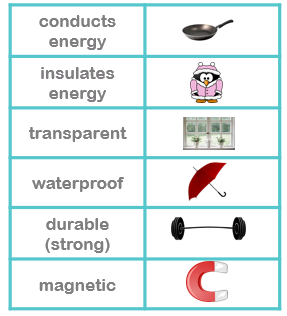 conducts
energy
insulates
energy
transparent
waterproof
durable
(strong)
magnetic